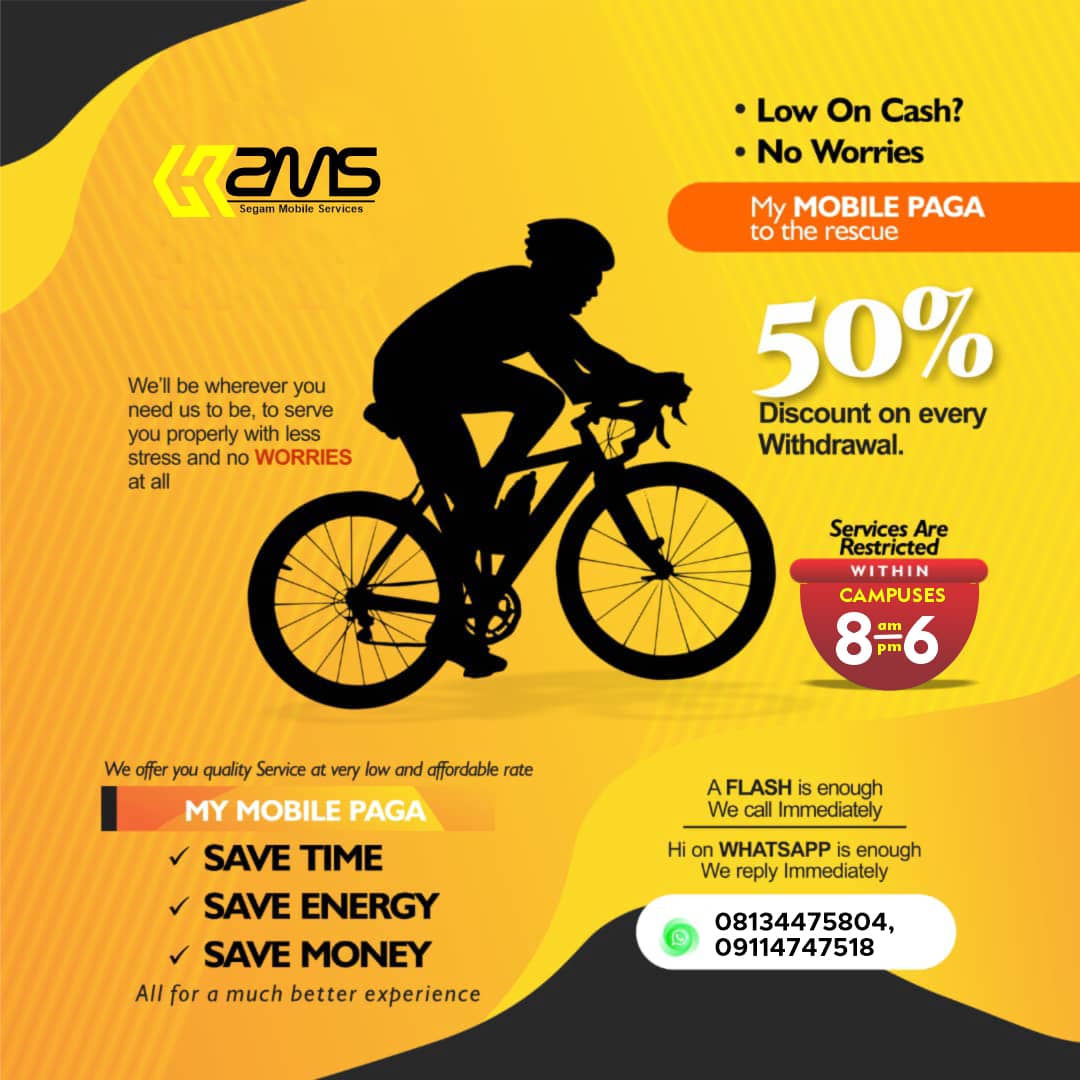 SMS
Segam Mobile Services
• Low On Cash?
• No Worries
My MOBILE PAGA
to the rescue
50%
Discount on every
Withdrawal.
We'll be wherever you
need us to be, to serve
you properly with less
stress and no WORRIES
at all
Services Are
Restricted
WITHIN
CAMPUSES
8 am – 6 pm
We offer you quality Service at very low and affordable rate
MY MOBILE PAGA
✓ SAVE TIME
✓ SAVE ENERGY
✓ SAVE MONEY
All for a much better experience
A FLASH is enough
We call Immediately
Hi on WHATSAPP is enough
We reply Immediately
08134475804,
09114747518